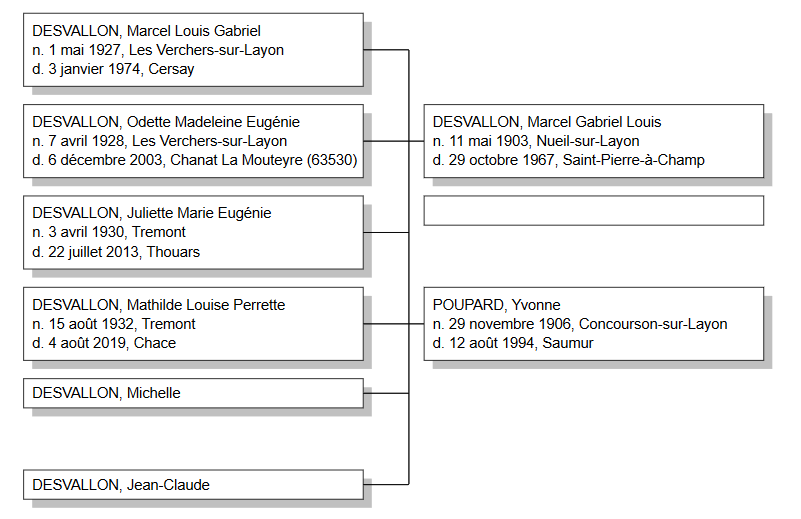 DESVALLON, Marcel Louis Gabriel
n. 1 mai 1927, Les Verchers-sur-Layon
d. 3 janvier 1974, Cersay
DESVALLON, Odette Madeleine Eugénie
n. 7 avril 1928, Les Verchers-sur-Layon
d. 6 décembre 2003, Chanat La Mouteyre (63530)
DESVALLON, Juliette Marie Eugénie
n. 3 avril 1930, Tremont
d. 22 juillet 2013, Thouars
DESVALLON, Mathilde Louise Perrette
n. 15 août 1932, Tremont
d. 4 août 2019, Chace
DESVALLON, Michelle
DESVALLON, Jean-Claude
DESVALLON, Marcel Gabriel Louis
n. 11 mai 1903, Nueil-sur-Layon
d. 29 octobre 1967, Saint-Pierre-à-Champ
POUPARD, Yvonne
n. 29 novembre 1906, Concourson-sur-Layon
d. 12 août 1994, Saumur